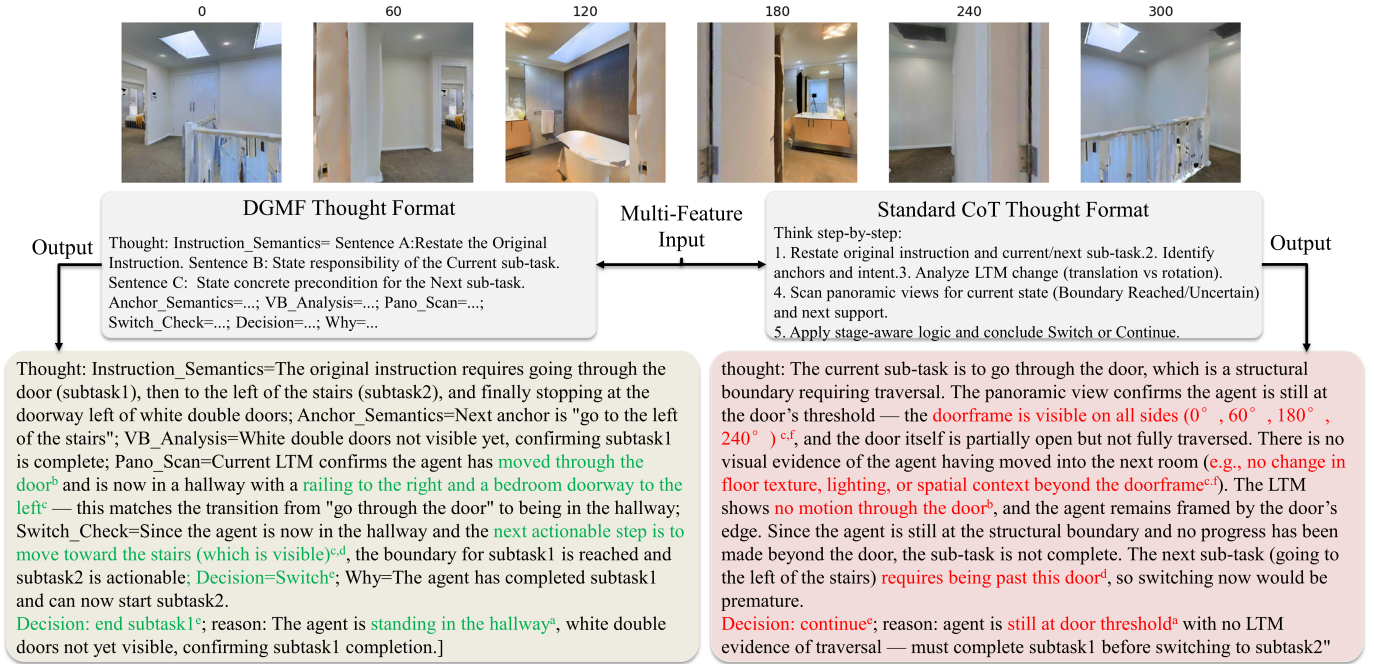 0
60
120
180
240
300
DGMF Thought Format
Thought: Instruction_Semantics= Sentence A:Restate the Original
Instruction. Sentence B: State responsibility of the Current sub-task.
Sentence C:  State concrete precondition for the Next sub-task.
Anchor_Semantics=...; VB_Analysis=...; Pano_Scan=...;
Switch_Check=...; Decision=...; Why=...
Multi-Feature
Input
Standard CoT Thought Format
Think step-by-step:
1. Restate original instruction and current/next sub-task.2. Identify
anchors and intent.3. Analyze LTM change (translation vs rotation).
4. Scan panoramic views for current state (Boundary Reached/Uncertain)
and next support.
5. Apply stage-aware logic and conclude Switch or Continue.
Output
Output
Thought: Instruction_Semantics=The original instruction requires going through the
door (subtask1), then to the left of the stairs (subtask2), and finally stopping at the
doorway left of white double doors; Anchor_Semantics=Next anchor is "go to the left
of the stairs"; VB_Analysis=White double doors not visible yet, confirming subtask1
is complete; Pano_Scan=Current LTM confirms the agent has moved through the
door^b and is now in a hallway with a railing to the right and a bedroom doorway to the
left^c — this matches the transition from "go through the door" to being in the hallway;
Switch_Check=Since the agent is now in the hallway and the next actionable step is to
move toward the stairs (which is visible)^c,d, the boundary for subtask1 is reached and
subtask2 is actionable; Decision=Switch^e; Why=The agent has completed subtask1
and can now start subtask2.
Decision: end subtask1^e; reason: The agent is standing in the hallway^a, white double
doors not yet visible, confirming subtask1 completion.]
thought: The current sub-task is to go through the door, which is a structural
boundary requiring traversal. The panoramic view confirms the agent is still at
the door’s threshold — the doorframe is visible on all sides (0° , 60° , 180° ,
240° ) ^c,f, and the door itself is partially open but not fully traversed. There is no
visual evidence of the agent having moved into the next room (e.g., no change in
floor texture, lighting, or spatial context beyond the doorframe^c.f). The LTM
shows no motion through the door^b, and the agent remains framed by the door’s
edge. Since the agent is still at the structural boundary and no progress has been
made beyond the door, the sub-task is not complete. The next sub-task (going to
the left of the stairs) requires being past this door^d, so switching now would be
premature.
Decision: continue^e; reason: agent is still at door threshold^a with no LTM
evidence of traversal — must complete subtask1 before switching to subtask2"